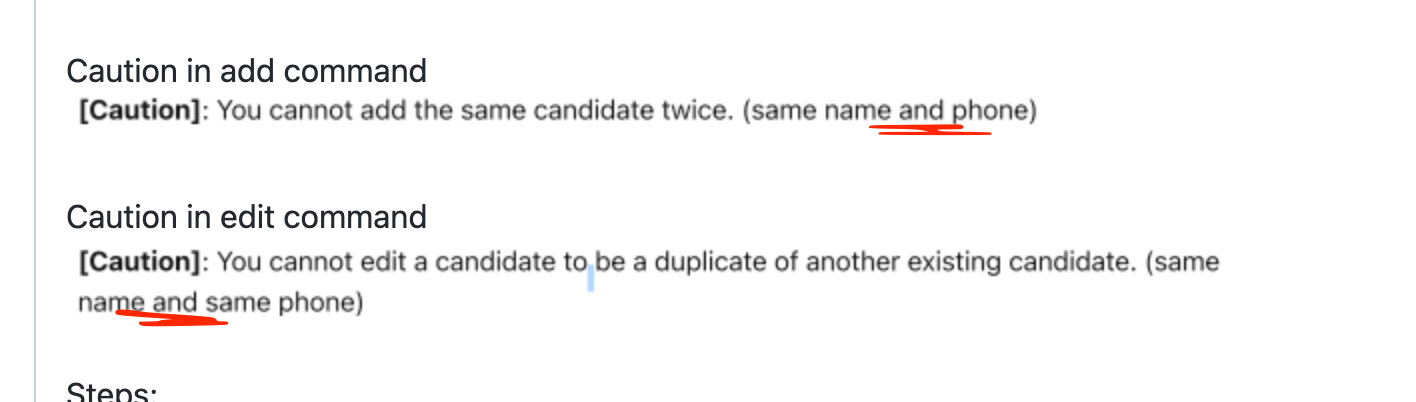 Caution in add command
[Caution]: You cannot add the same candidate twice. (same name and phone)
Caution in edit command
[Caution]: You cannot edit a candidate to be a duplicate of another existing candidate. (same
name and same phone)
Steps: